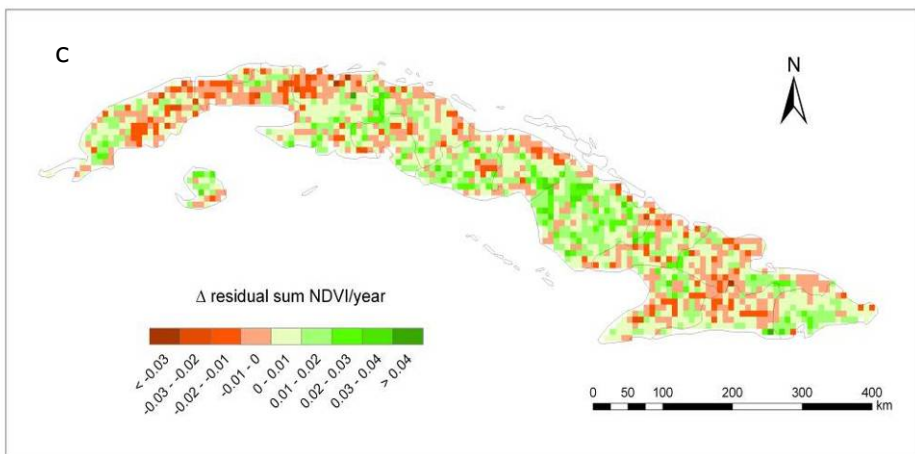 C
N
Δ residual sum NDVI/year
< -0.03
-0.03 - -0.02
-0.02 - -0.01
-0.01 - 0
0 - 0.01
0.01 - 0.02
0.02 - 0.03
0.03 - 0.04
> 0.04
0 50 100 200 300 400
km